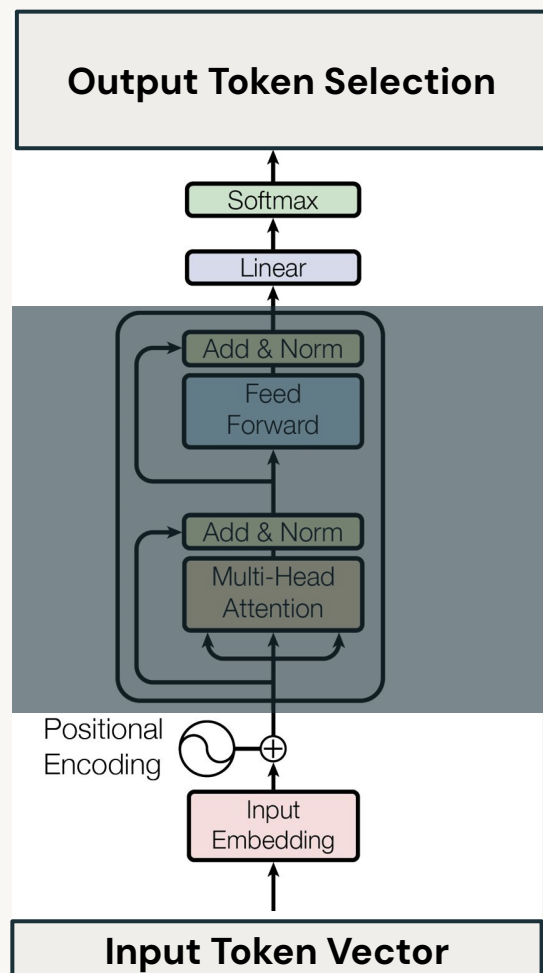 Output Token Selection
Softmax
Linear
Add & Norm
Feed
Forward
Add & Norm
Multi-Head
Attention
Positional
Encoding
Input
Embedding
Input Token Vector